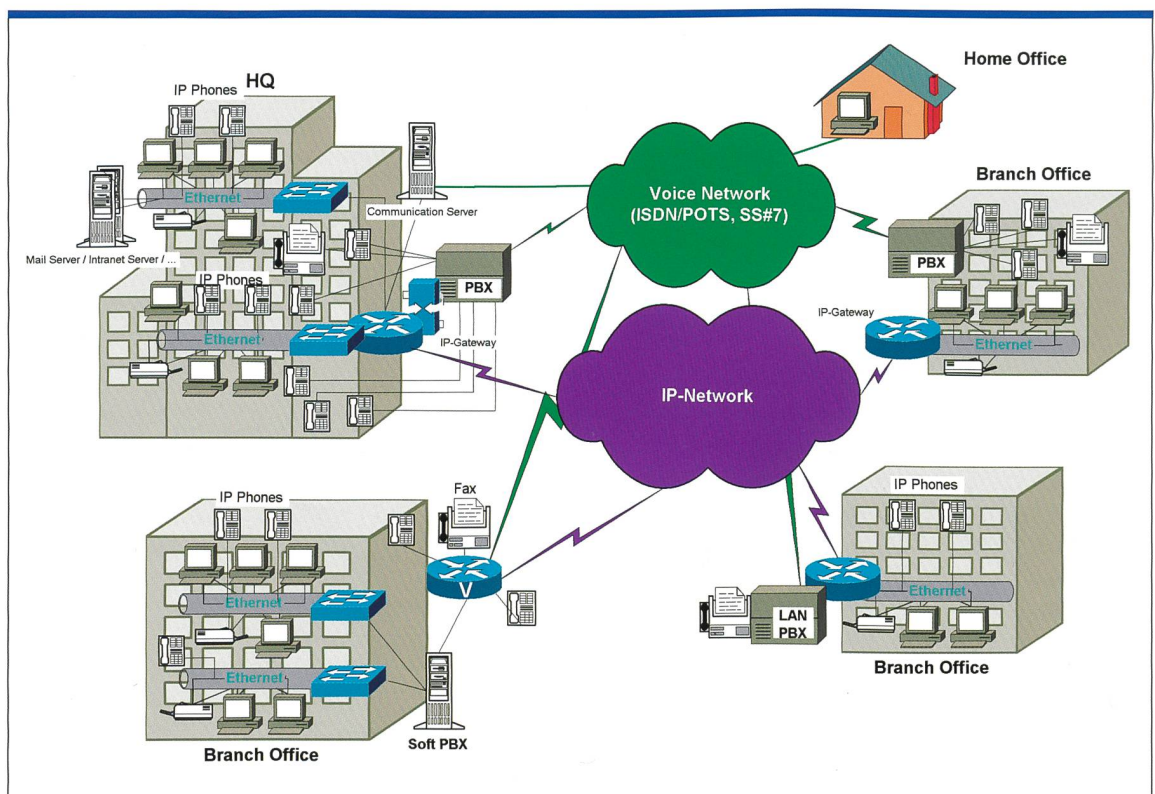 HQ
IP Phones
Ethernet
Mail Server / Intranet Server / ...
Communication Server
IP Phones
PBX
Ethernet
IP-Gateway
Voice Network
(ISDN/POTS, SS#7)
IP-Network
Home Office
Branch Office
PBX
IP-Gateway
Ethernet
IP Phones
Ethernet
Ethernet
Fax
V
Soft PBX
Branch Office
IP Phones
Ethernet
LAN
PBX
Branch Office